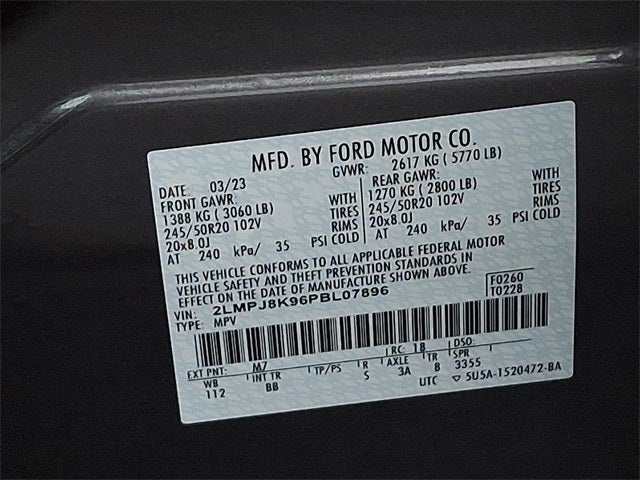 MFD. BY FORD MOTOR CO.
DATE 03/23 GVWR: 2617 KG ( 5770 LB)
FRONT GAWR: REAR GAWR:
1388 KG ( 3060 LB) WITH 1270 KG ( 2800 LB) WITH
245/50R20 102V TIRES 245/50R20 102V TIRES
20x8.0J RIMS 20x8.0J RIMS
AT 240 kPa/ 35 PSI COLD AT 240 kPa/ 35 PSI COLD
THIS VEHICLE CONFORMS TO ALL APPLICABLE FEDERAL MOTOR
VEHICLE SAFETY AND THEFT PREVENTION STANDARDS IN
EFFECT ON THE DATE OF MANUFACTURE SHOWN ABOVE.
VIN: 2LMPJ8K96PBL07896 F0260
TYPE: MPV T0228
EXT PNT: M7 RC: 18 DSO:
WB INT TR TP/PS R AXLE TR SPR
112 BB S 3A B 3355
UTC ▽ 5U5A-1520472-BA